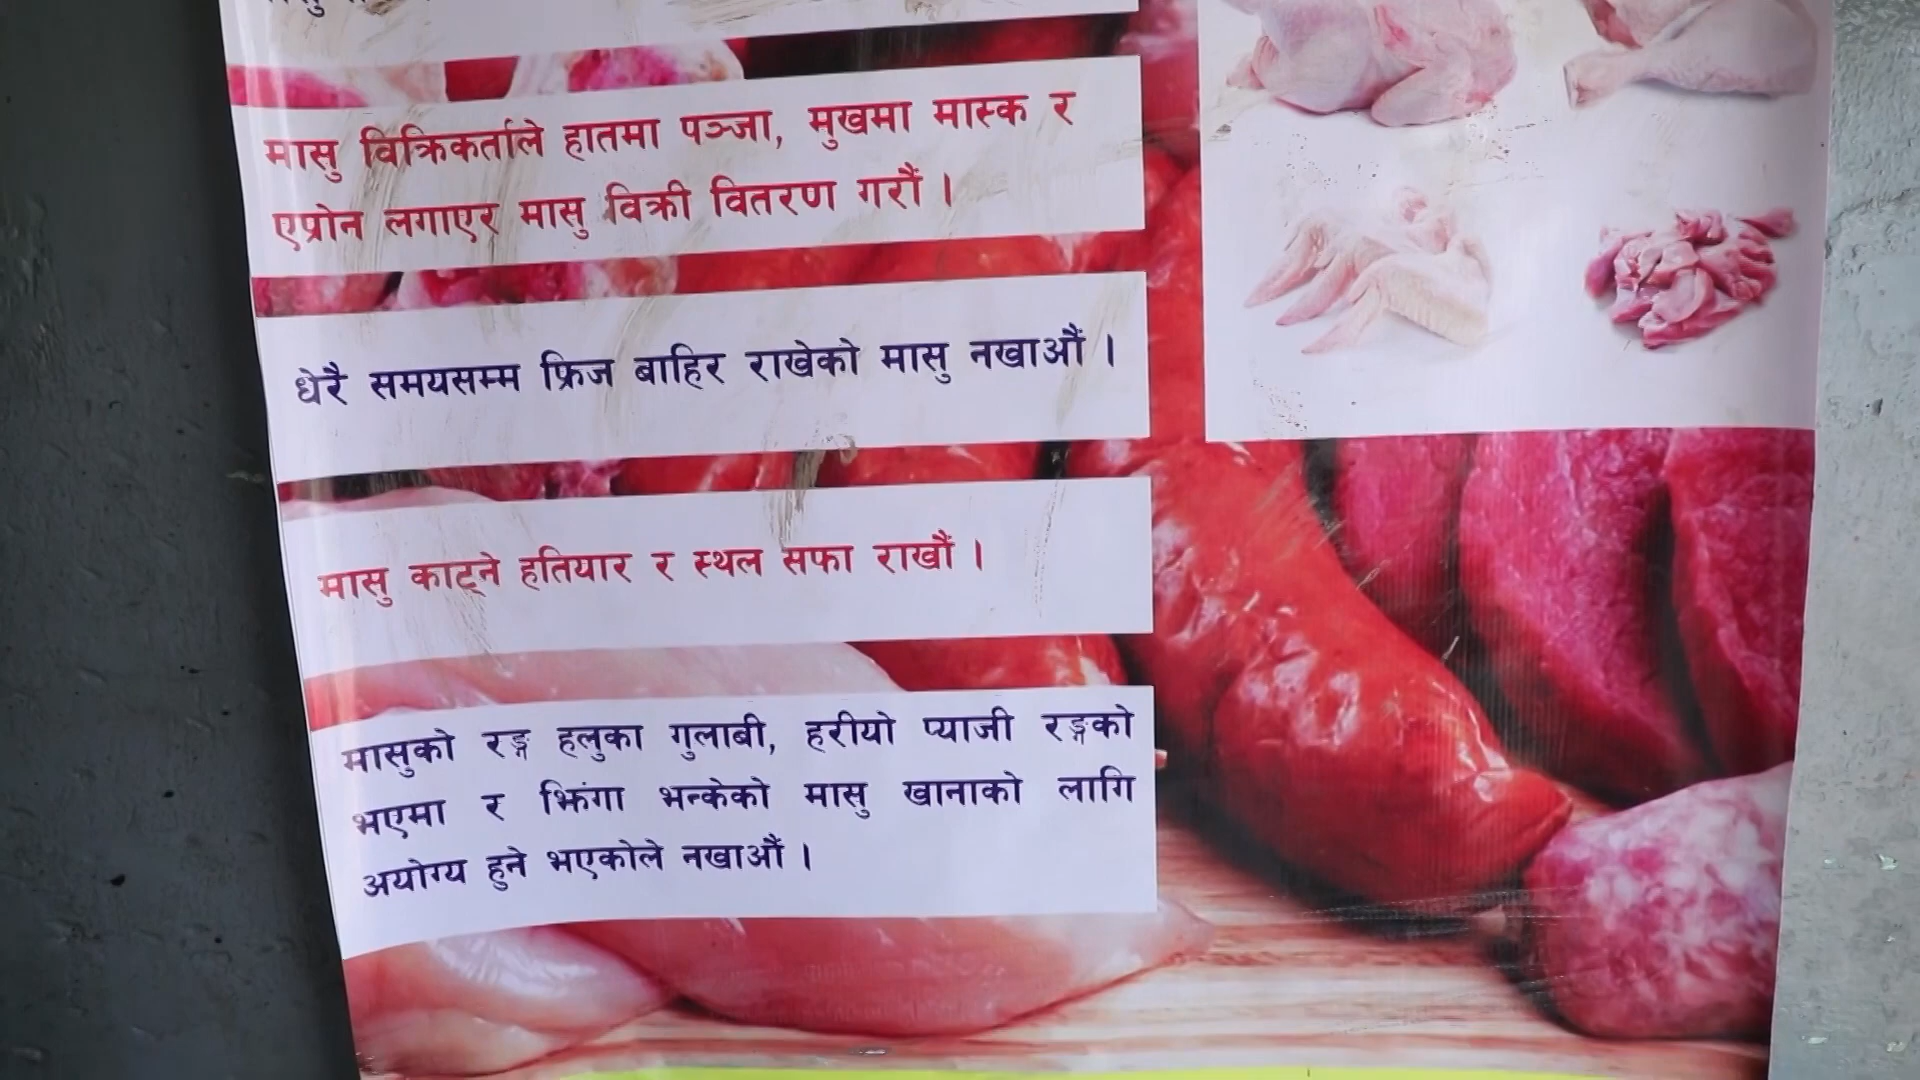 मासु विक्रिकर्ताले हातमा पञ्जा, मुखमा मास्क र
एप्रोन लगाएर मासु विक्री वितरण गरौं ।
धेरै समयसम्म फ्रिज बाहिर राखेको मासु नखाऔं ।
मासु काट्ने हतियार र स्थल सफा राखौं ।
मासुको रङ्ग हलुका गुलाबी, हरीयो प्याजी रङ्गको
भएमा र झिंगा भन्केको मासु खानाको लागि
अयोग्य हुने भएकोले नखाऔं ।